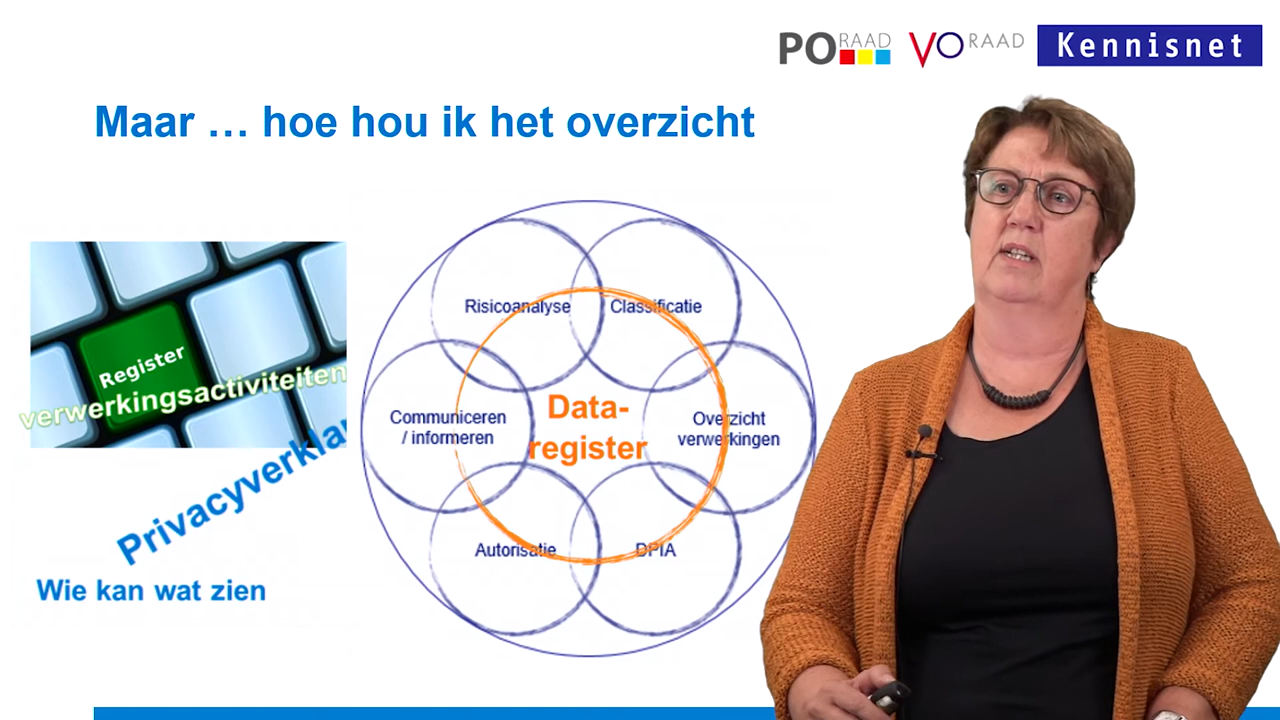 PO RAAD VO RAAD Kennisnet
Maar … hoe hou ik het overzicht
Register
verwerkingsactiviteiten
Risicoanalyse
Classificatie
Communiceren
/ informeren
Data-
register
Overzicht
verwerkingen
Autorisatie
DPIA
Wie kan wat zien